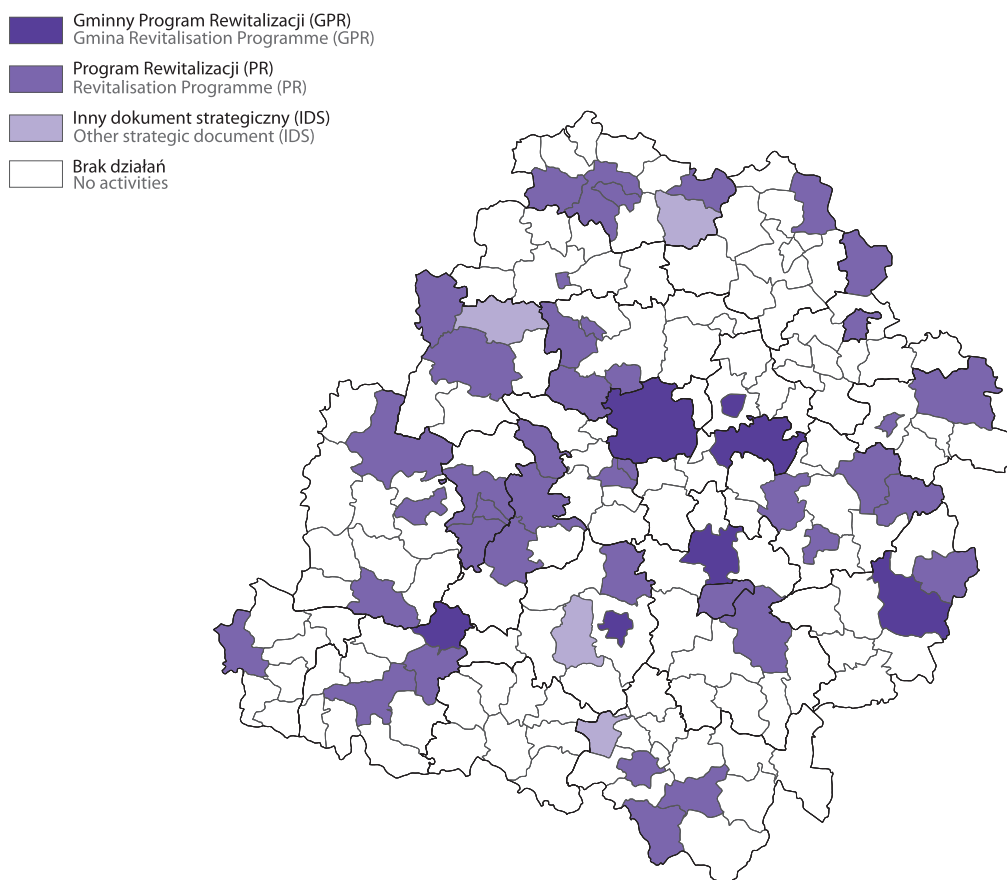 Gminny Program Rewitalizacji (GPR)
Gmina Revitalisation Programme (GPR)
Program Rewitalizacji (PR)
Revitalisation Programme (PR)
Inny dokument strategiczny (IDS)
Other strategic document (IDS)
Brak działań
No activities